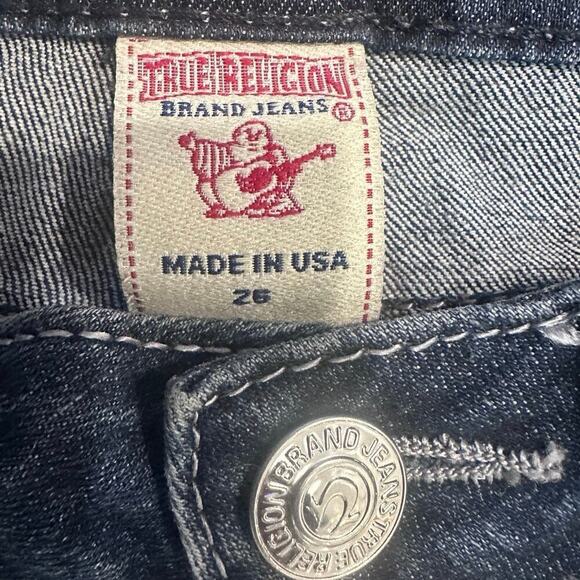 TRUE RELIGION
BRAND JEANS ®
MADE IN USA
26
TRUE RELIGION BRAND JEANS